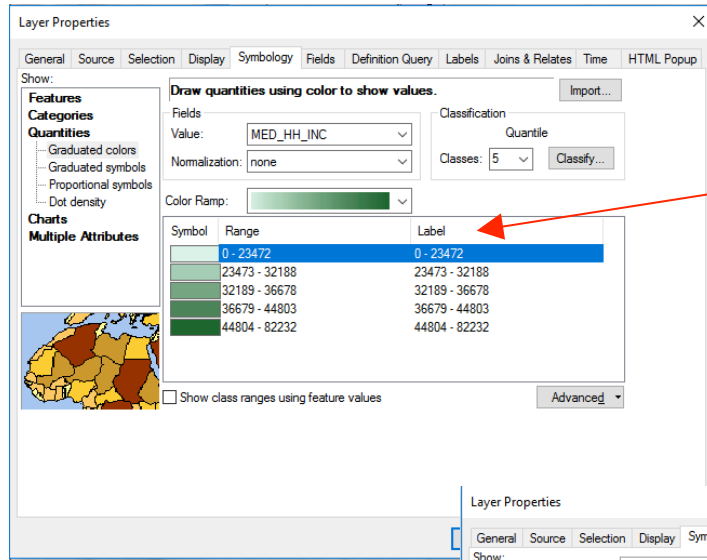 Layer Properties
General Source Selection Display Symbology Fields Definition Query Labels Joins & Relates Time HTML Popup
Show:
Features
Categories
Quantities
Graduated colors
Graduated symbols
Proportional symbols
Dot density
Charts
Multiple Attributes
Draw quantities using color to show values.
Import...
Fields
Value: MED_HH_INC
Normalization: none
Classification
Quantile
Classes: 5 Classify...
Color Ramp:
Symbol Range Label
0 - 23472 0 - 23472
23473 - 32188 23473 - 32188
32189 - 36678 32189 - 36678
36679 - 44803 36679 - 44803
44804 - 82232 44804 - 82232
Show class ranges using feature values
Advanced
Layer Properties
General Source Selection Display Sym
Show: